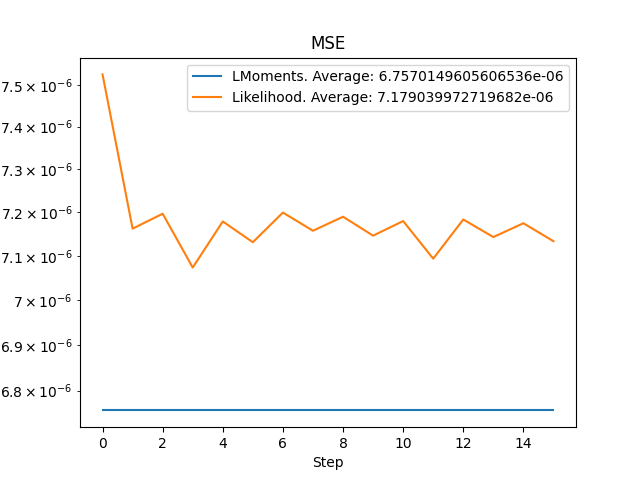 MSE
LMoments. Average: 6.7570149605606536e-06
Likelihood. Average: 7.179039972719682e-06
7.5 × 10⁻⁶
7.4 × 10⁻⁶
7.3 × 10⁻⁶
7.2 × 10⁻⁶
7.1 × 10⁻⁶
7 × 10⁻⁶
6.9 × 10⁻⁶
6.8 × 10⁻⁶
0 2 4 6 8 10 12 14
Step